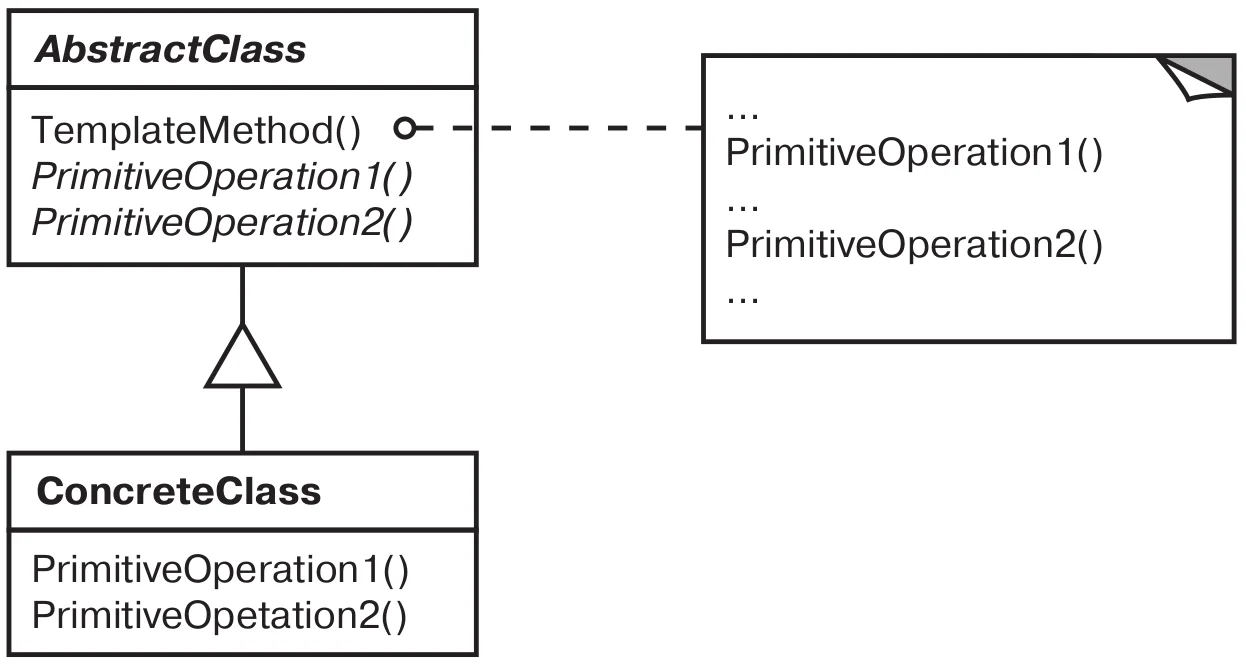 AbstractClass
TemplateMethod()
PrimitiveOperation1()
PrimitiveOperation2()
...
PrimitiveOperation1()
...
PrimitiveOperation2()
...
ConcreteClass
PrimitiveOperation1()
PrimitiveOpetation2()